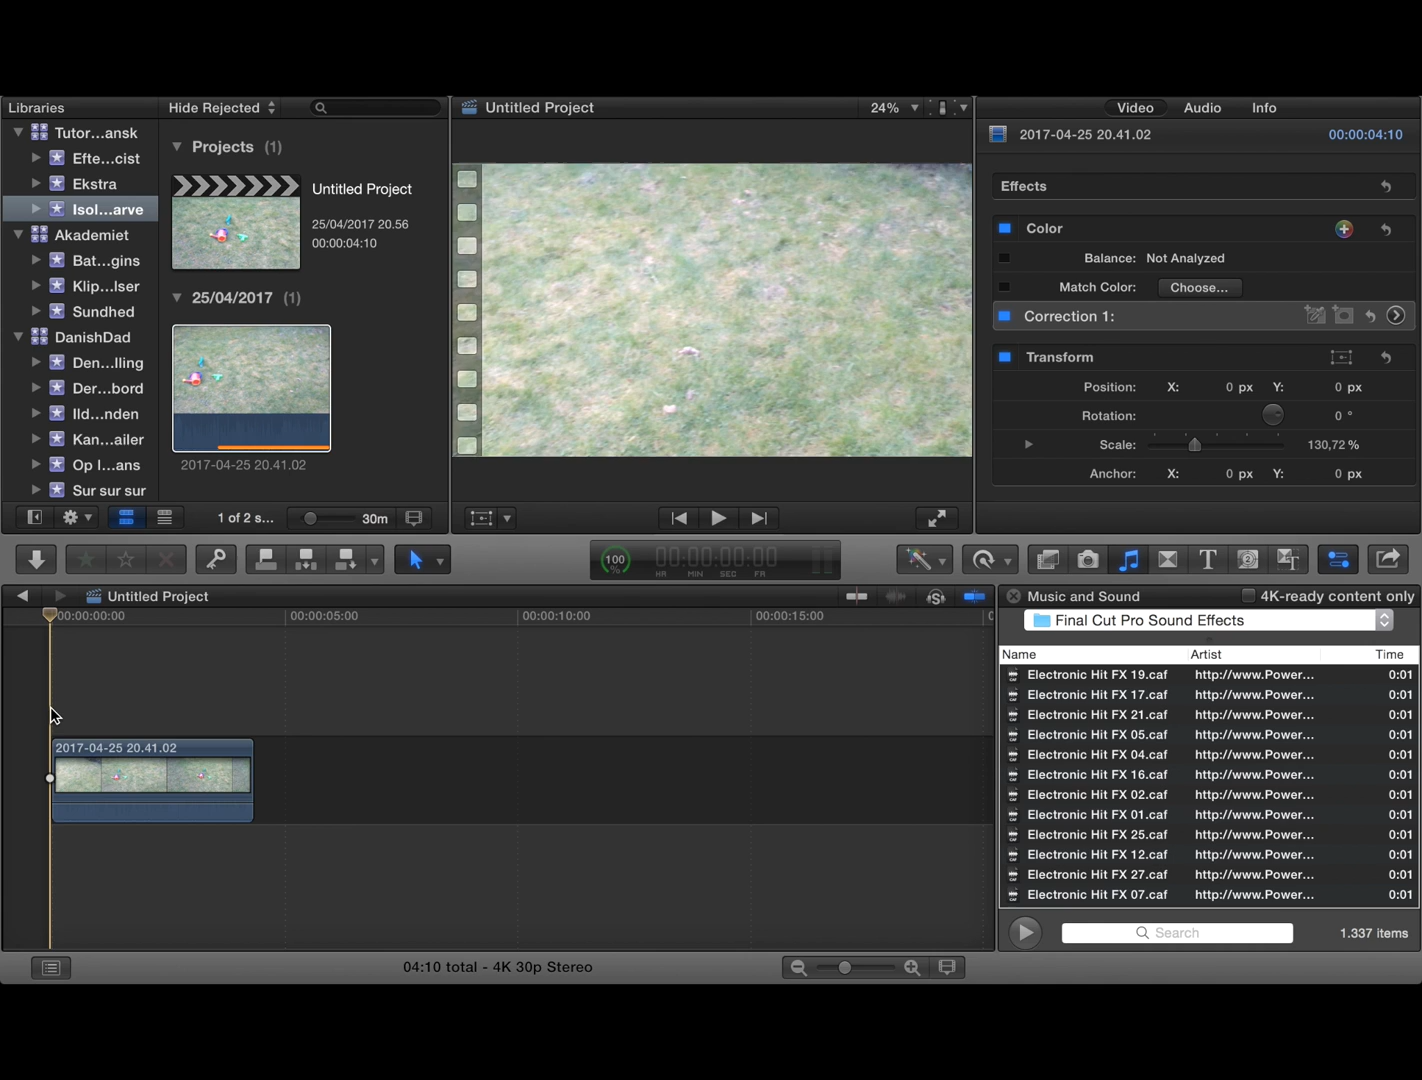 Libraries
Hide Rejected
Tutor...ansk
Efte...cist
Ekstra
Isol...arve
Akademiet
Bat...gins
Klip...lser
Sundhed
DanishDad
Den...lling
Der...bord
Ild...nden
Kan...ailer
Op I...ans
Sur sur sur
Projects (1)
Untitled Project
25/04/2017 20.56
00:00:04:10
25/04/2017 (1)
2017-04-25 20.41.02
1 of 2 s...
30m
Untitled Project
24%
Video Audio Info
2017-04-25 20.41.02 00:00:04:10
Effects
Color
Balance: Not Analyzed
Match Color: Choose...
Correction 1:
Transform
Position: X: 0 px Y: 0 px
Rotation: 0 °
Scale: 130,72 %
Anchor: X: 0 px Y: 0 px
100 %
00:00:00:00
HR MIN SEC FR
Untitled Project
00:00:00:00 00:00:05:00 00:00:10:00 00:00:15:00
2017-04-25 20.41.02
04:10 total - 4K 30p Stereo
Music and Sound 4K-ready content only
Final Cut Pro Sound Effects
Name Artist Time
Electronic Hit FX 19.caf http://www.Power... 0:01
Electronic Hit FX 17.caf http://www.Power... 0:01
Electronic Hit FX 21.caf http://www.Power... 0:01
Electronic Hit FX 05.caf http://www.Power... 0:01
Electronic Hit FX 04.caf http://www.Power... 0:01
Electronic Hit FX 16.caf http://www.Power... 0:01
Electronic Hit FX 02.caf http://www.Power... 0:01
Electronic Hit FX 01.caf http://www.Power... 0:01
Electronic Hit FX 25.caf http://www.Power... 0:01
Electronic Hit FX 12.caf http://www.Power... 0:01
Electronic Hit FX 27.caf http://www.Power... 0:01
Electronic Hit FX 07.caf http://www.Power... 0:01
Search
1.337 items